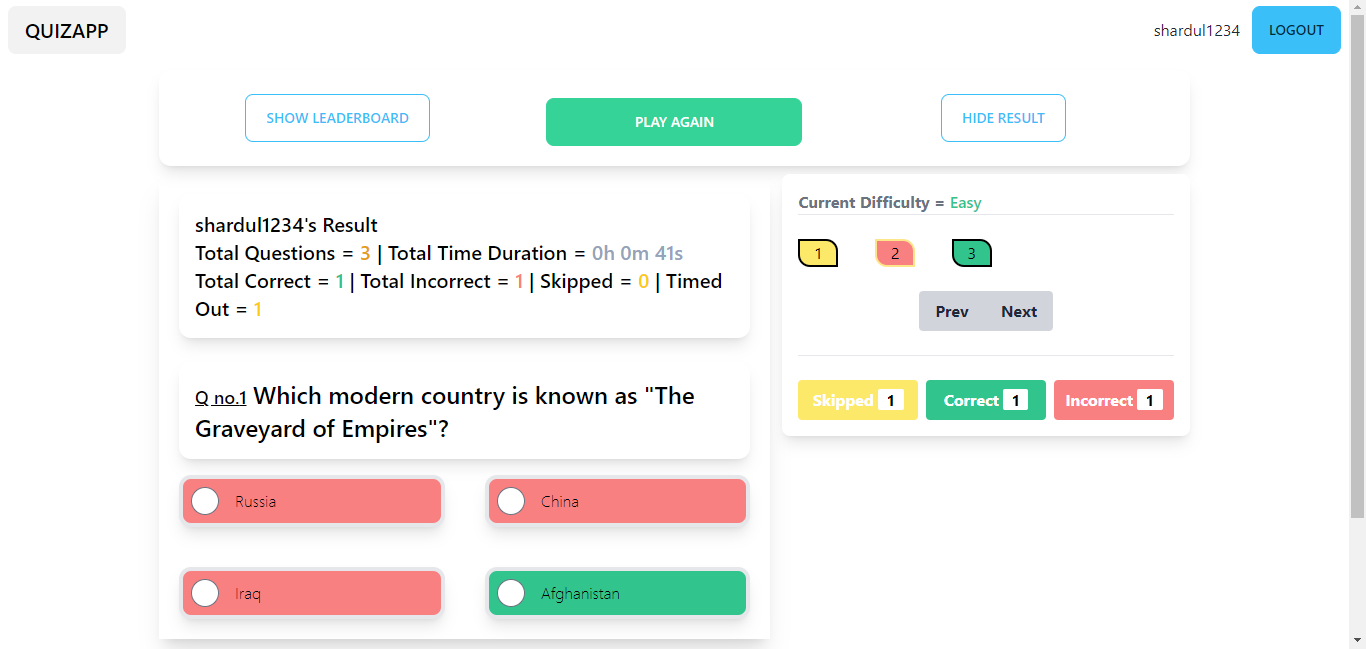 QUIZAPP
shardul1234
LOGOUT
SHOW LEADERBOARD
PLAY AGAIN
HIDE RESULT
shardul1234's Result
Total Questions = 3 | Total Time Duration = 0h 0m 41s
Total Correct = 1 | Total Incorrect = 1 | Skipped = 0 | Timed
Out = 1
Q no.1 Which modern country is known as "The
Graveyard of Empires"?
Russia
China
Iraq
Afghanistan
Current Difficulty = Easy
1
2
3
Prev
Next
Skipped 1
Correct 1
Incorrect 1